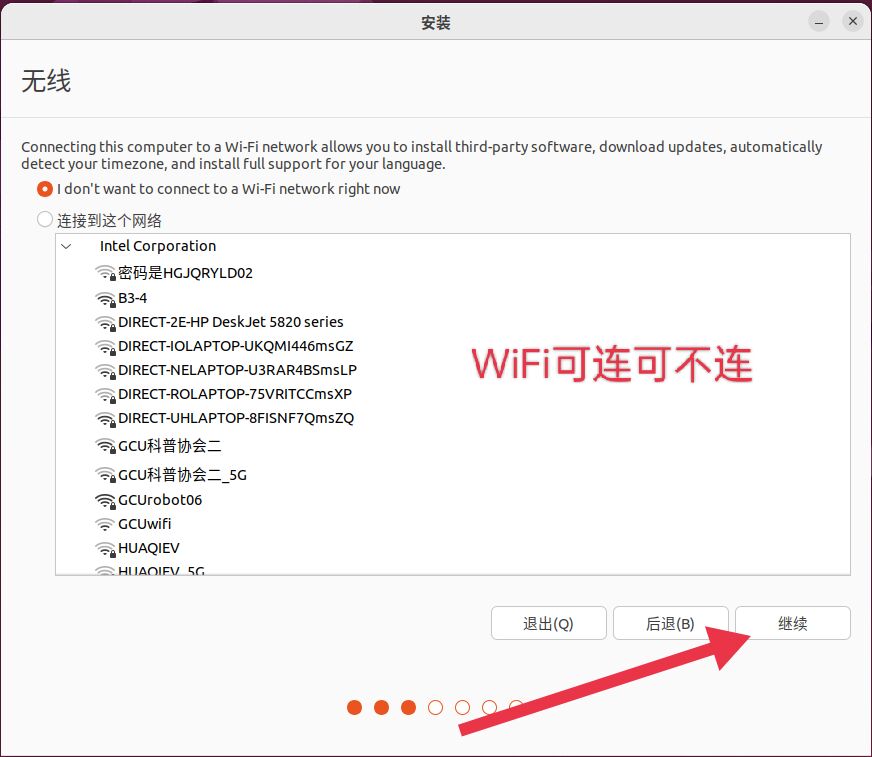 安装
无线
Connecting this computer to a Wi-Fi network allows you to install third-party software, download updates, automatically
detect your timezone, and install full support for your language.
I don't want to connect to a Wi-Fi network right now
连接到这个网络
Intel Corporation
密码是HGJQRYLD02
B3-4
DIRECT-2E-HP DeskJet 5820 series
DIRECT-IOLAPTOP-UKQMI446msGZ
DIRECT-NELAPTOP-U3RAR4BSmsLP
DIRECT-ROLAPTOP-75VRITCCmsXP
DIRECT-UHLAPTOP-8FISNF7QmsZQ
GCU科普协会二
GCU科普协会二_5G
GCUrobot06
GCUwifi
HUAQIEV
HUAQIEV_5G
WiFi可连可不连
退出(Q)
后退(B)
继续